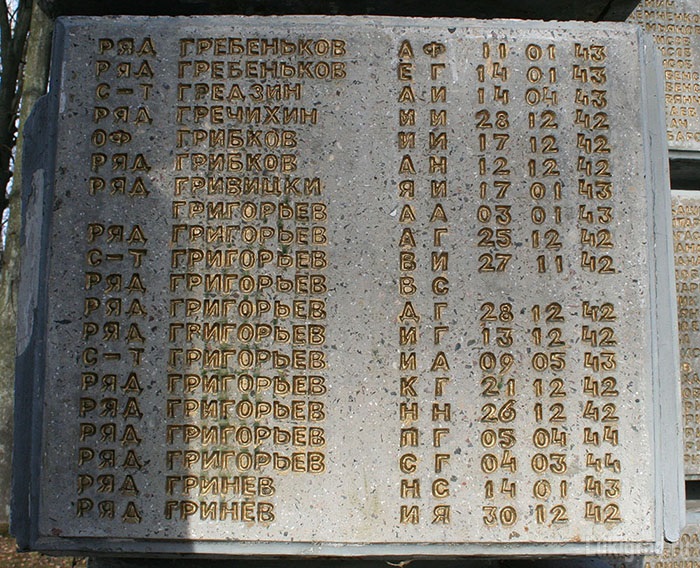 РЯД ГРЕБЕНЬКОВ А Ф 11 01 43
РЯД ГРЕБЕНЬКОВ Е Г 14 01 43
С-Т ГРЕДЗИН А И 14 04 43
РЯД ГРЕЧИХИН М И 28 12 42
ОФ ГРИБКОВ И И 17 12 42
РЯД ГРИБКОВ А Н 12 12 42
РЯД ГРИВИЦКИ Я И 17 01 43
ГРИГОРЬЕВ А А 03 01 43
РЯД ГРИГОРЬЕВ А Г 25 12 42
С-Т ГРИГОРЬЕВ В И 27 11 42
РЯД ГРИГОРЬЕВ В С
РЯД ГРИГОРЬЕВ Д Г 28 12 42
РЯД ГРИГОРЬЕВ И Г 13 12 42
С-Т ГРИГОРЬЕВ И А 09 05 43
РЯД ГРИГОРЬЕВ К Г 21 12 42
РЯД ГРИГОРЬЕВ Н Н 26 12 42
РЯД ГРИГОРЬЕВ П Г 05 04 44
РЯД ГРИГОРЬЕВ С Г 04 03 44
РЯД ГРИНЕВ Н С 14 01 43
РЯД ГРИНЕВ И Я 30 12 42